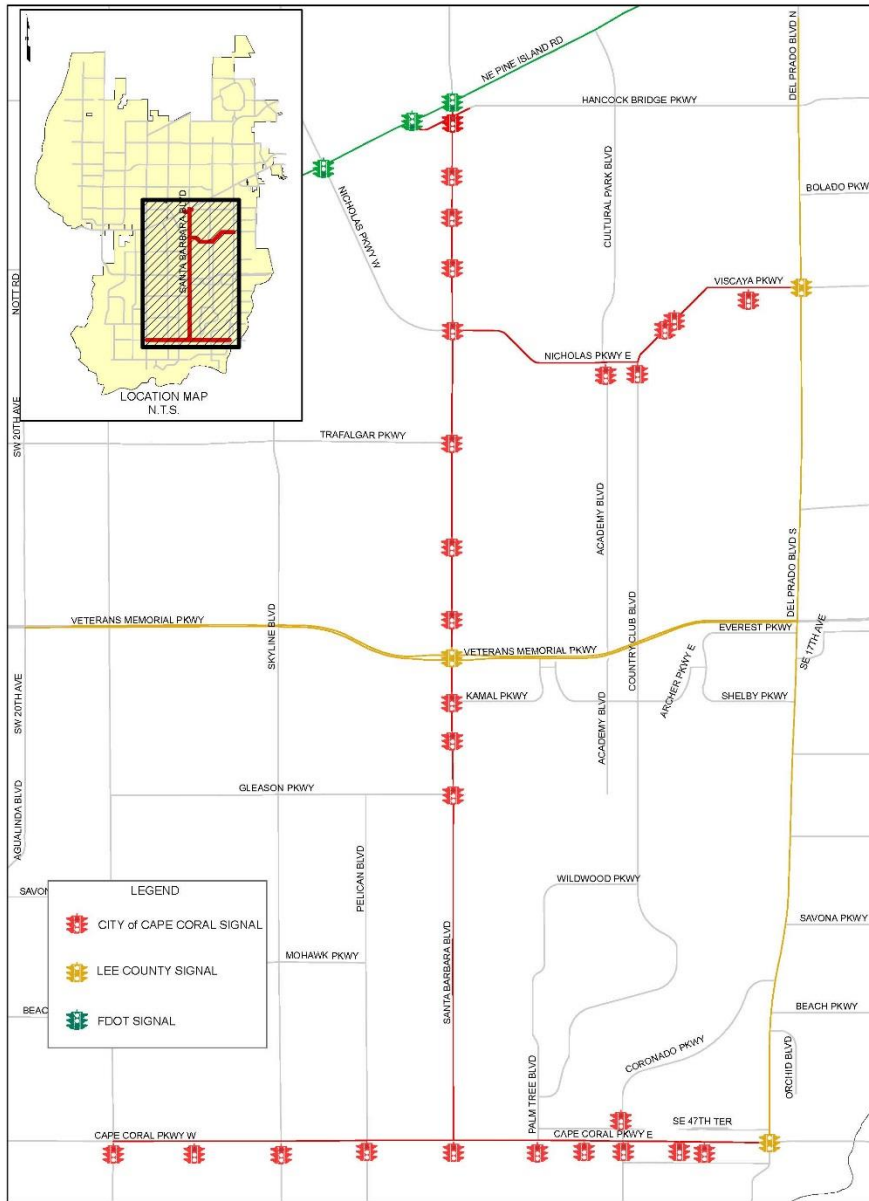 DEL PRADO BLVD N
NE PINE ISLAND RD
HANCOCK BRIDGE PKWY
CULTURAL PARK BLVD
BOLADO PKW
NICHOLAS PKWY W
SANTA BARBARA BLVD
LOCATION MAP
N.T.S.
NOTT RD
VISCAYA PKWY
NICHOLAS PKWY E
SW 20TH AVE
TRAFALGAR PKWY
ACADEMY BLVD
DEL PRADO BLVD S
VETERANS MEMORIAL PKWY
SKYLINE BLVD
VETERANS MEMORIAL PKWY
COUNTRY CLUB BLVD
EVEREST PKWY
SE 17TH AVE
ARCHER PKWY E
SW 20TH AVE
KAMAL PKWY
SHELBY PKWY
ACADEMY BLVD
GLEASON PKWY
AGUALINDA BLVD
PELICAN BLVD
WILDWOOD PKWY
LEGEND
SAVON
CITY of CAPE CORAL SIGNAL
SAVONA PKWY
MOHAWK PKWY
LEE COUNTY SIGNAL
SANTA BARBARA BLVD
BEAC
FDOT SIGNAL
BEACH PKWY
CORONADO PKWY
ORCHID BLVD
PALM TREE BLVD
SE 47TH TER
CAPE CORAL PKWY W
CAPE CORAL PKWY E